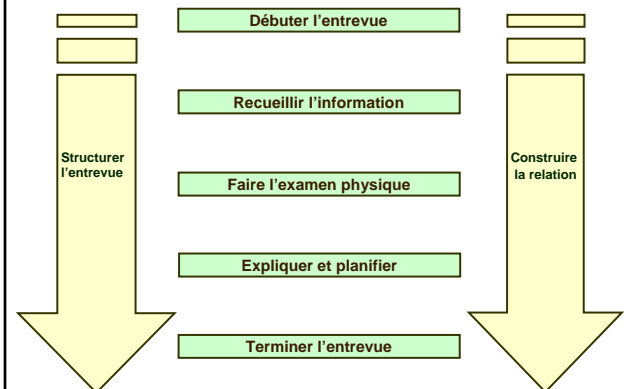 Débuter l’entrevue
Recueillir l’information
Structurer
l’entrevue
Construire
la relation
Faire l’examen physique
Expliquer et planifier
Terminer l’entrevue